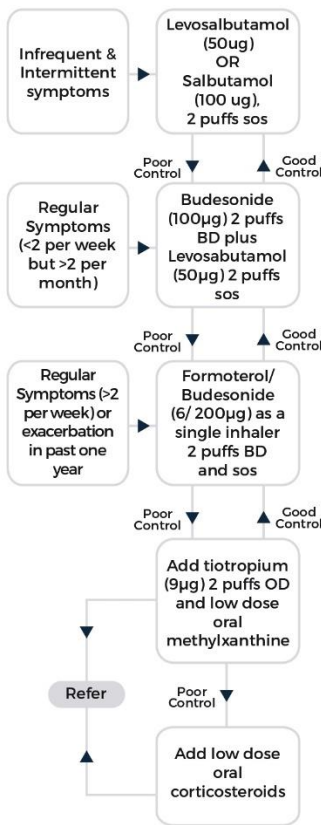 Infrequent &
Intermittent
symptoms
Levosalbutamol
(50ug)
OR
Salbutamol
(100 ug),
2 puffs sos
Poor
Control
Good
Control
Regular
Symptoms
(<2 per week
but >2 per
month)
Budesonide
(100µg) 2 puffs
BD plus
Levosabutamol
(50µg) 2 puffs
sos
Poor
Control
Good
Control
Regular
Symptoms (>2
per week) or
exacerbation
in past one
year
Formoterol/
Budesonide
(6/200µg) as a
single inhaler
2 puffs BD
and sos
Poor
Control
Good
Control
Add tiotropium
(9µg) 2 puffs OD
and low dose
oral
methylxanthine
Refer
Poor
Control
Add low dose
oral
corticosteroids